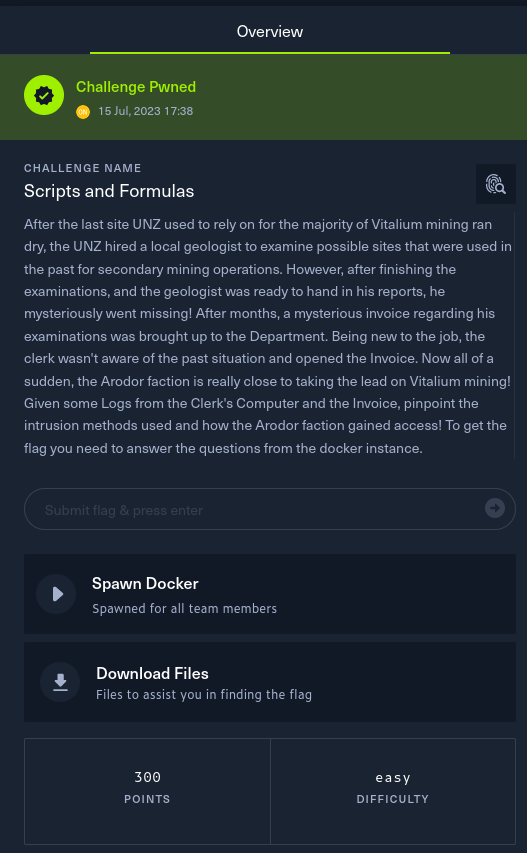 Overview
Challenge Pwned
15 Jul, 2023 17:38
CHALLENGE NAME
Scripts and Formulas
After the last site UNZ used to rely on for the majority of Vitalium mining ran
dry, the UNZ hired a local geologist to examine possible sites that were used in
the past for secondary mining operations. However, after finishing the
examinations, and the geologist was ready to hand in his reports, he
mysteriously went missing! After months, a mysterious invoice regarding his
examinations was brought up to the Department. Being new to the job, the
clerk wasn't aware of the past situation and opened the Invoice. Now all of a
sudden, the Arodor faction is really close to taking the lead on Vitalium mining!
Given some Logs from the Clerk's Computer and the Invoice, pinpoint the
intrusion methods used and how the Arodor faction gained access! To get the
flag you need to answer the questions from the docker instance.
Submit flag & press enter
Spawn Docker
Spawned for all team members
Download Files
Files to assist you in finding the flag
300
POINTS
easy
DIFFICULTY